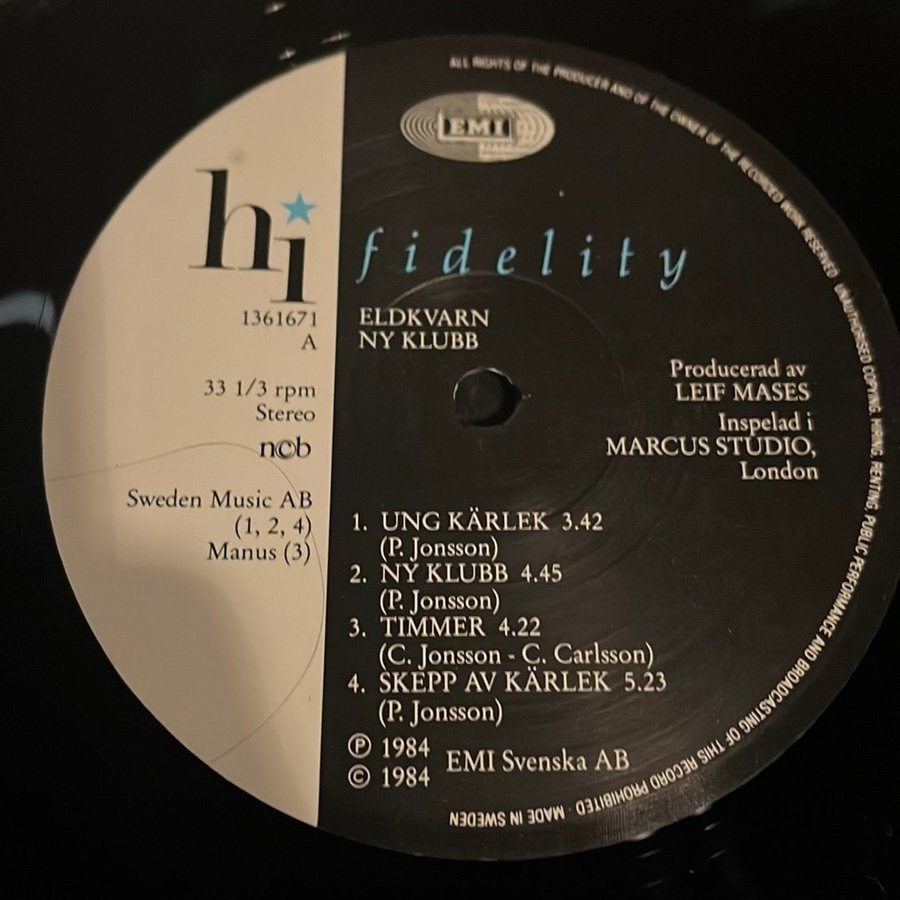 EMI
hi fidelity
1361671
A
33 1/3 rpm
Stereo
n©b
Sweden Music AB
(1, 2, 4)
Manus (3)
ELDKVARN
NY KLUBB
Producerad av
LEIF MASES
Inspelad i
MARCUS STUDIO,
London
1. UNG KÄRLEK 3.42
(P. Jonsson)
2. NY KLUBB 4.45
(P. Jonsson)
3. TIMMER 4.22
(C. Jonsson - C. Carlsson)
4. SKEPP AV KÄRLEK 5.23
(P. Jonsson)
℗ 1984
© 1984
EMI Svenska AB
ALL RIGHTS OF THE PRODUCER AND OF THE OWNER OF THE RECORDED WORK RESERVED UNAUTHORISED COPYING, HIRING, RENTING, PUBLIC PERFORMANCE AND BROADCASTING OF THIS RECORD PROHIBITED · MADE IN SWEDEN